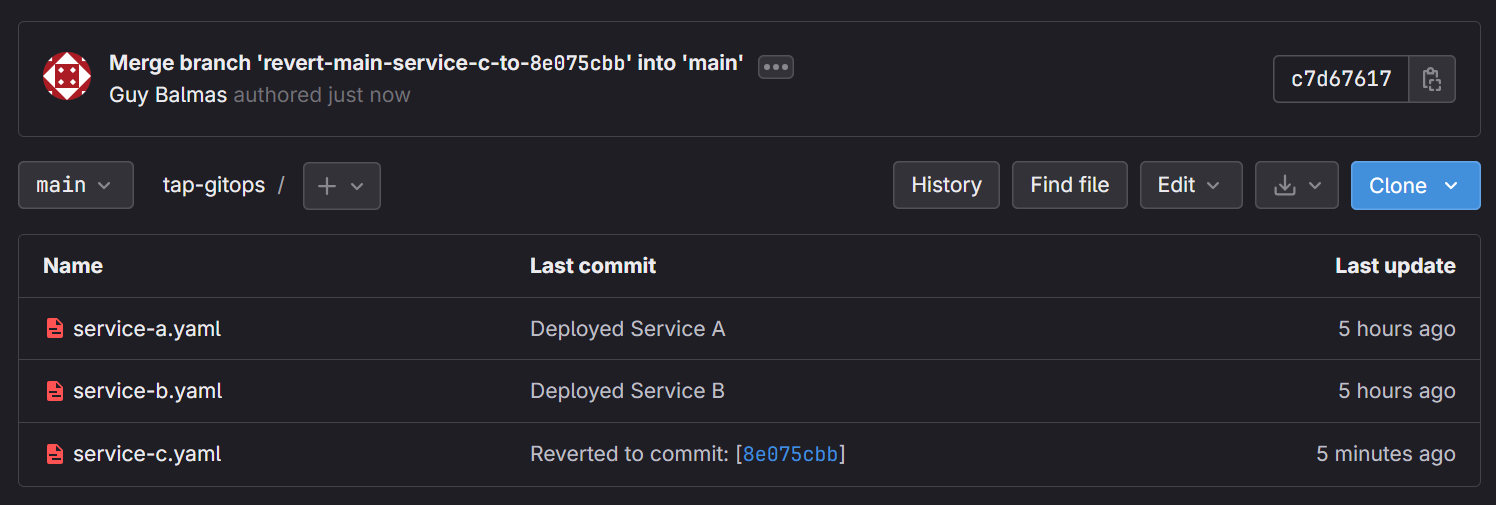 Merge branch 'revert-main-service-c-to-8e075cbb' into 'main'
Guy Balmas authored just now
c7d67617
main
tap-gitops /
History
Find file
Edit
Clone
Name Last commit Last update
service-a.yaml Deployed Service A 5 hours ago
service-b.yaml Deployed Service B 5 hours ago
service-c.yaml Reverted to commit: [8e075cbb] 5 minutes ago